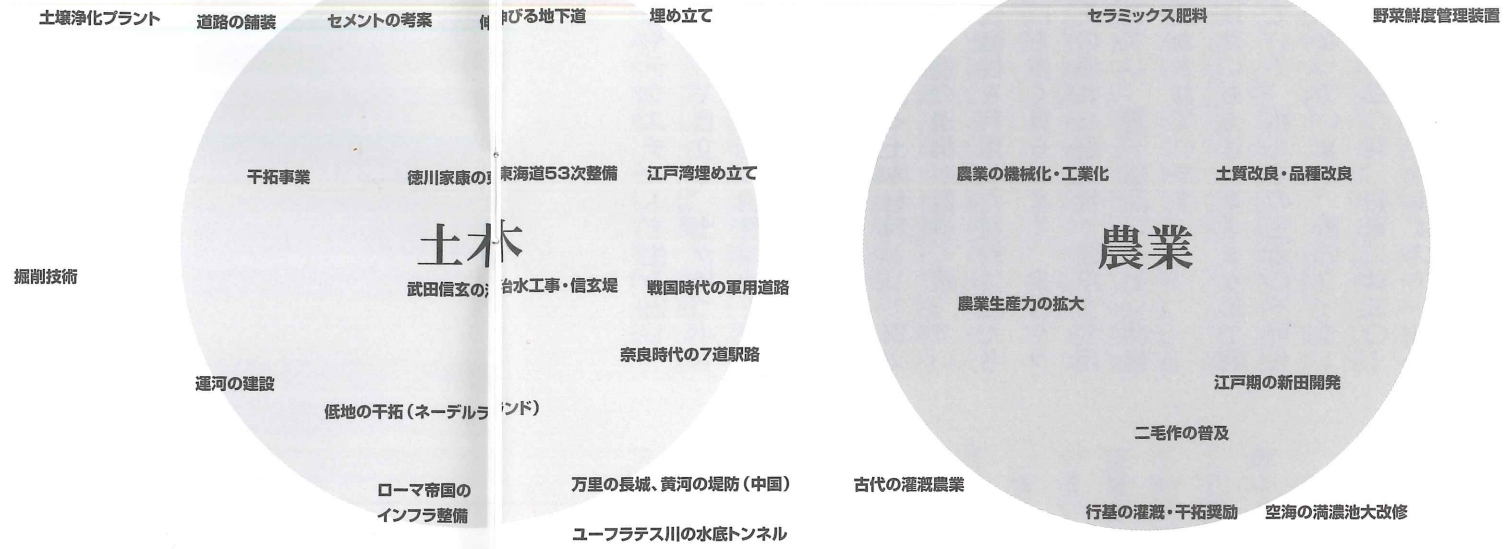 土壌浄化プラント
道路の舗装
セメントの考案
伸びる地下道
埋め立て
セラミックス肥料
野菜鮮度管理装置
干拓事業
徳川家康の東海道53次整備
江戸湾埋め立て
農業の機械化・工業化
土質改良・品種改良
土木
農業
掘削技術
武田信玄の治水工事・信玄堤
戦国時代の軍用道路
農業生産力の拡大
奈良時代の7道駅路
運河の建設
低地の干拓（ネーデルランド）
江戸期の新田開発
二毛作の普及
ローマ帝国の
インフラ整備
万里の長城、黄河の堤防（中国）
古代の灌漑農業
行基の灌漑・干拓奨励
空海の満濃池大改修
ユーフラテス川の水底トンネル